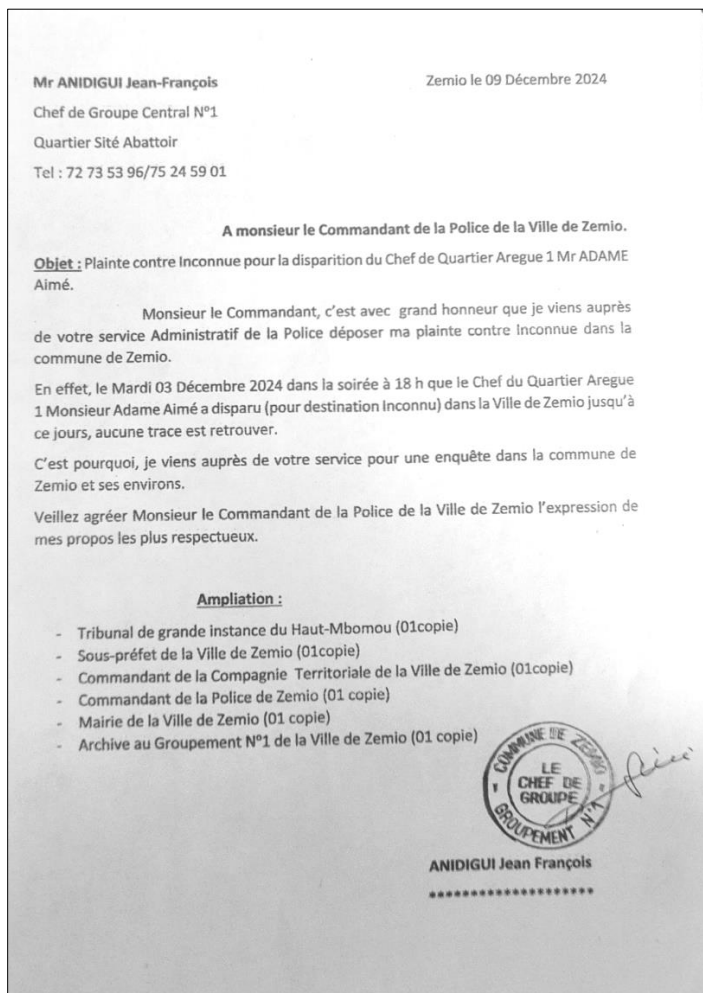 Mr ANIDIGUI Jean-François
Zemio le 09 Décembre 2024
Chef de Groupe Central N°1
Quartier Sité Abattoir
Tel : 72 73 53 96/75 24 59 01
A monsieur le Commandant de la Police de la Ville de Zemio.
Objet : Plainte contre Inconnue pour la disparition du Chef de Quartier Aregue 1 Mr ADAME
Aimé.
Monsieur le Commandant, c'est avec grand honneur que je viens auprès
de votre service Administratif de la Police déposer ma plainte contre Inconnue dans la
commune de Zemio.
En effet, le Mardi 03 Décembre 2024 dans la soirée à 18 h que le Chef du Quartier Aregue
1 Monsieur Adame Aimé a disparu (pour destination Inconnu) dans la Ville de Zemio jusqu'à
ce jours, aucune trace est retrouver.
C'est pourquoi, je viens auprès de votre service pour une enquête dans la commune de
Zemio et ses environs.
Veillez agréer Monsieur le Commandant de la Police de la Ville de Zemio l'expression de
mes propos les plus respectueux.
Ampliation :
- Tribunal de grande instance du Haut-Mbomou (01copie)
- Sous-préfet de la Ville de Zemio (01copie)
- Commandant de la Compagnie Territoriale de la Ville de Zemio (01copie)
- Commandant de la Police de Zemio (01 copie)
- Mairie de la Ville de Zemio (01 copie)
- Archive au Groupement N°1 de la Ville de Zemio (01 copie)
COMMUNE DE ZEMIO
LE
CHEF DE
GROUPE
GROUPEMENT N°1
ANIDIGUI Jean François
********************